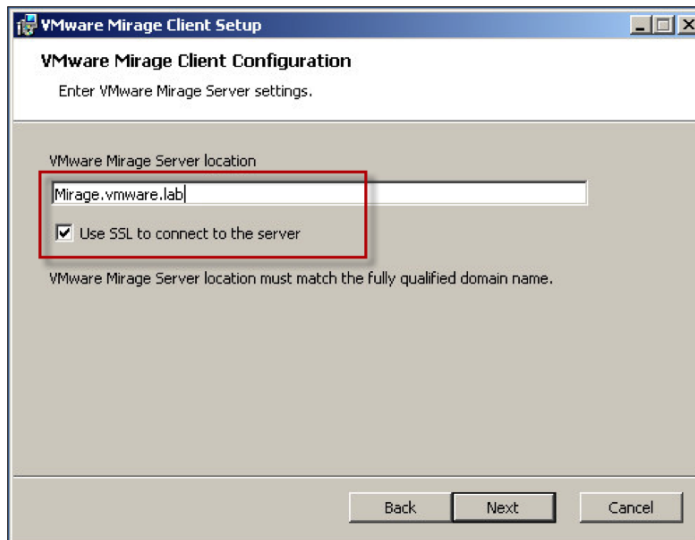 VMware Mirage Client Setup
VMware Mirage Client Configuration
Enter VMware Mirage Server settings.
VMware Mirage Server location
Mirage.vmware.lab
Use SSL to connect to the server
VMware Mirage Server location must match the fully qualified domain name.
Back Next Cancel